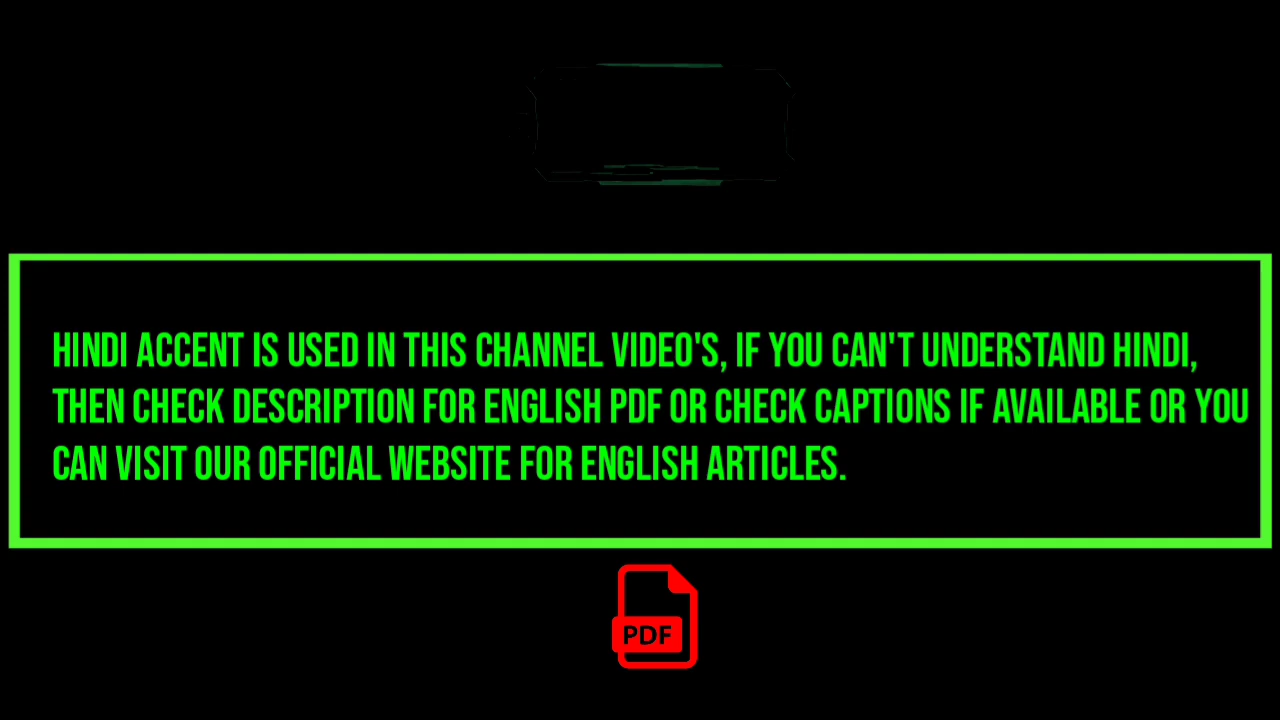 HINDI ACCENT IS USED IN THIS CHANNEL VIDEO'S, IF YOU CAN'T UNDERSTAND HINDI,
THEN CHECK DESCRIPTION FOR ENGLISH PDF OR CHECK CAPTIONS IF AVAILABLE OR YOU
CAN VISIT OUR OFFICIAL WEBSITE FOR ENGLISH ARTICLES.
PDF